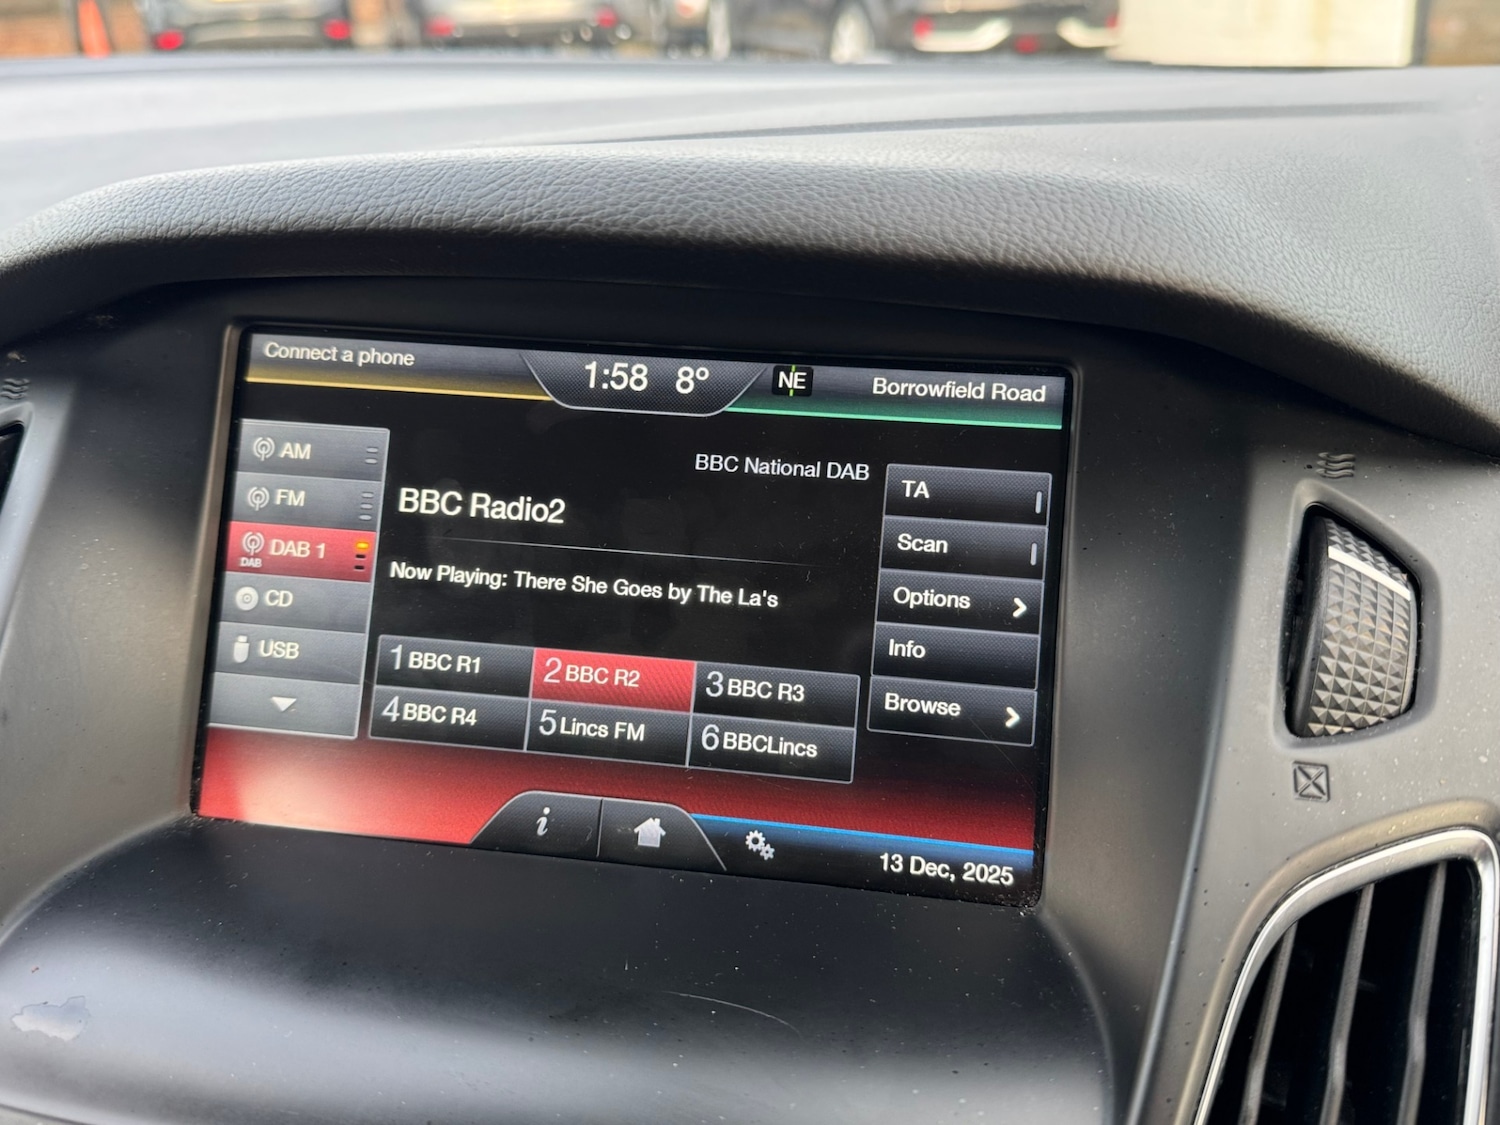 Connect a phone
1:58 8°
NE
Borrowfield Road
AM
FM
DAB 1
DAB
CD
USB
BBC National DAB
BBC Radio2
Now Playing: There She Goes by The La's
1 BBC R1
2 BBC R2
3 BBC R3
4 BBC R4
5 Lincs FM
6 BBCLincs
TA
Scan
Options
Info
Browse
i
13 Dec, 2025